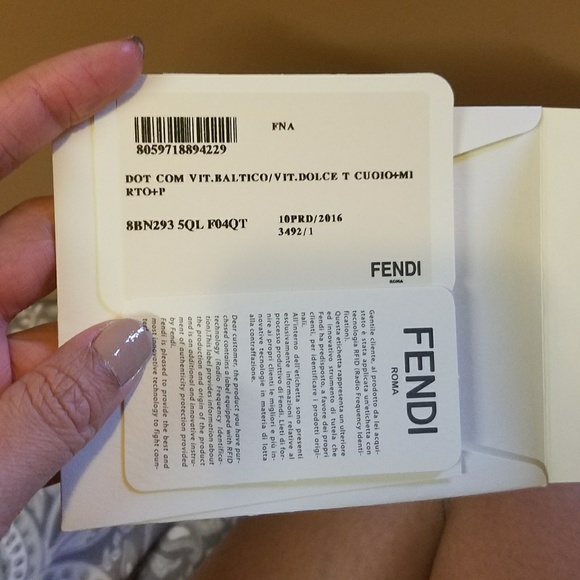 FNA
8059718894229
DOT COM VIT.BALTICO/VIT.DOLCE T CUOIO+MI
RTO+P
8BN293 5QL F04QT
10PRD/2016
3492/1
FENDI
ROMA
FENDI
ROMA
Gentile cliente, al prodotto da lei acqui-
stato è stata applicata un'etichetta con
tecnologia RFID (Radio Frequency Identi-
fication).
Questa etichetta rappresenta un ulteriore
ed innovativo strumento di tutela che
Fendi ha predisposto a favore dei propri
clienti, per identificare i prodotti origi-
nali.
All'interno dell'etichetta sono presenti
esclusivamente informazioni relative al
processo produttivo di Fendi. Lieti di for-
nire ai propri clienti le migliori e più in-
novative tecnologie in materia di lotta
alla contraffazione.
Dear customer, the product you have pur-
chased contains a label equipped with RFID
technology (Radio Frequency Identifica-
tion).This label provides information about
the production and origin of the product
and is an additional and innovative instru-
ment of authenticity protection provided
by Fendi.
Fendi is pleased to provide the best and
most innovative technology to fight coun-